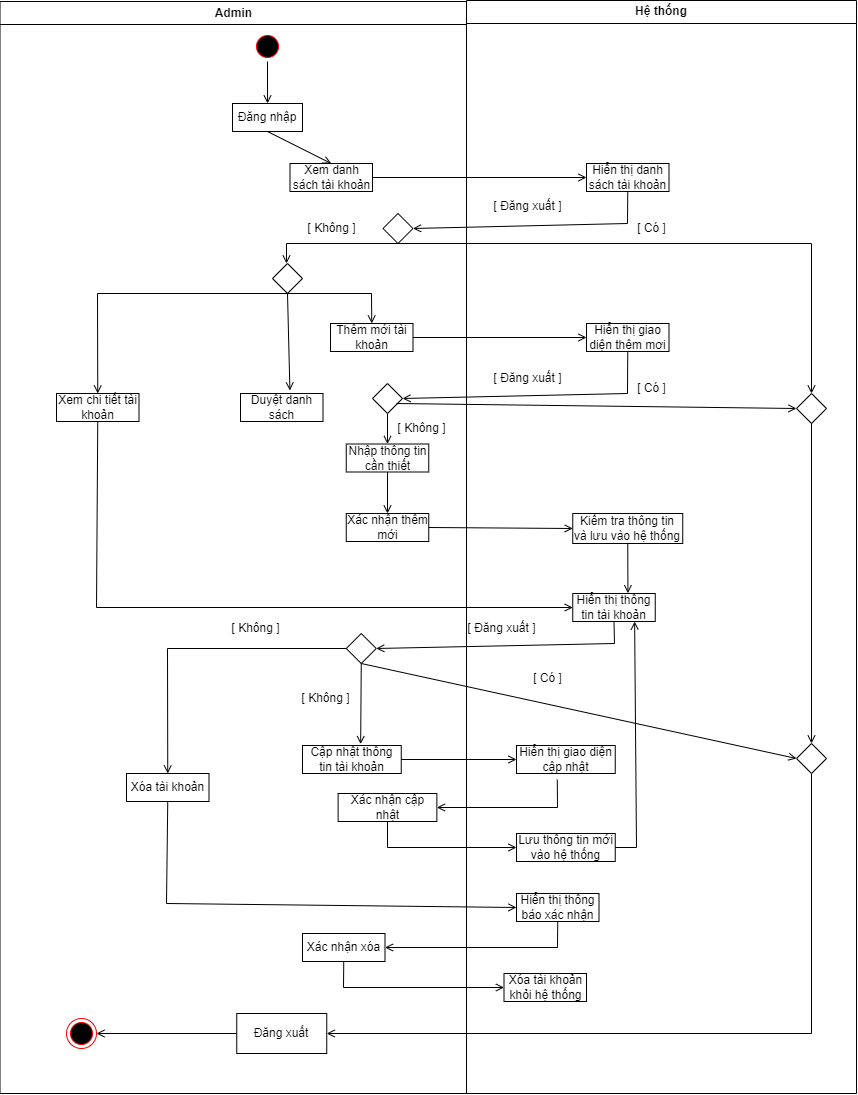 Admin
Hệ thống
Đăng nhập
Xem danh
sách tài khoản
Hiển thị danh
sách tài khoản
[ Đăng xuất ]
[ Không ]
[ Có ]
Thêm mới tài
khoản
Hiển thị giao
diện thêm mơi
[ Đăng xuất ]
[ Có ]
Xem chi tiết tài
khoản
Duyệt danh
sách
[ Không ]
Nhập thông tin
cần thiết
Xác nhận thêm
mới
Kiểm tra thông tin
và lưu vào hệ thống
Hiển thị thông
tin tài khoản
[ Không ]
[ Đăng xuất ]
[ Có ]
[ Không ]
Cập nhật thông
tin tài khoản
Hiển thị giao diện
cập nhật
Xóa tài khoản
Xác nhận cập
nhật
Lưu thông tin mới
vào hệ thống
Hiển thị thông
báo xác nhận
Xác nhận xóa
Xóa tài khoản
khỏi hệ thống
Đăng xuất